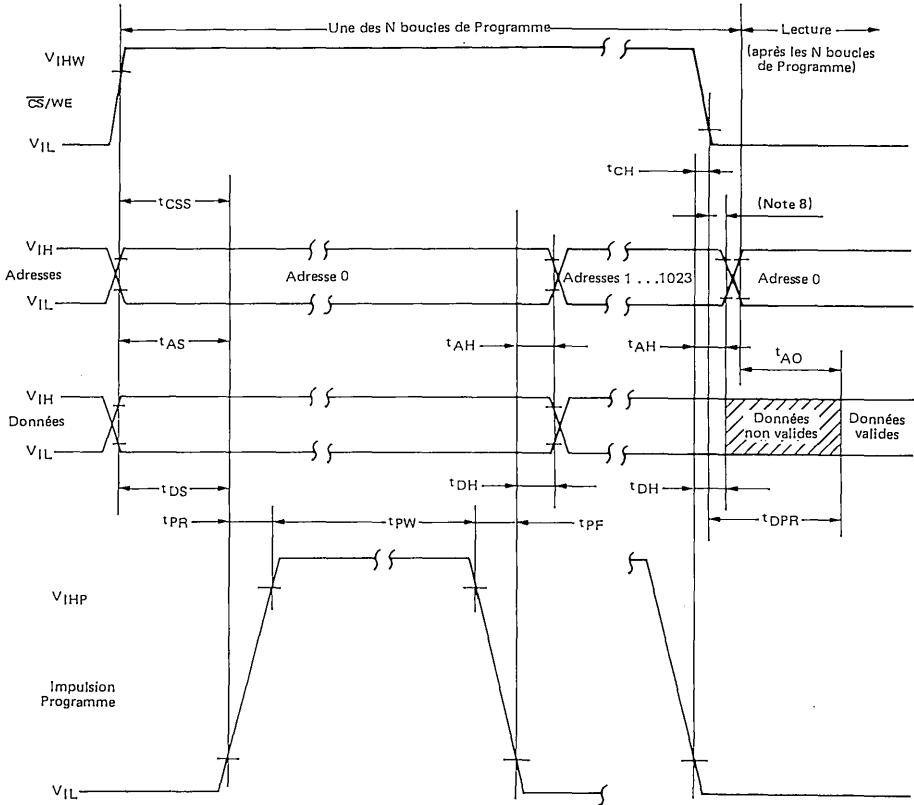 Une des N boucles de Programme
Lecture
(après les N boucles
de Programme)
VIHW
CS/WE
VIL
tCH
tCSS
(Note 8)
VIH
Adresses
Adresse 0
Adresses 1 ...1023
Adresse 0
VIL
tAS
tAH
tAH
tAO
VIH
Données
Données
non valides
Données
valides
VIL
tDS
tDH
tDH
tPR
tPW
tPF
tDPR
VIHP
Impulsion
Programme
VIL